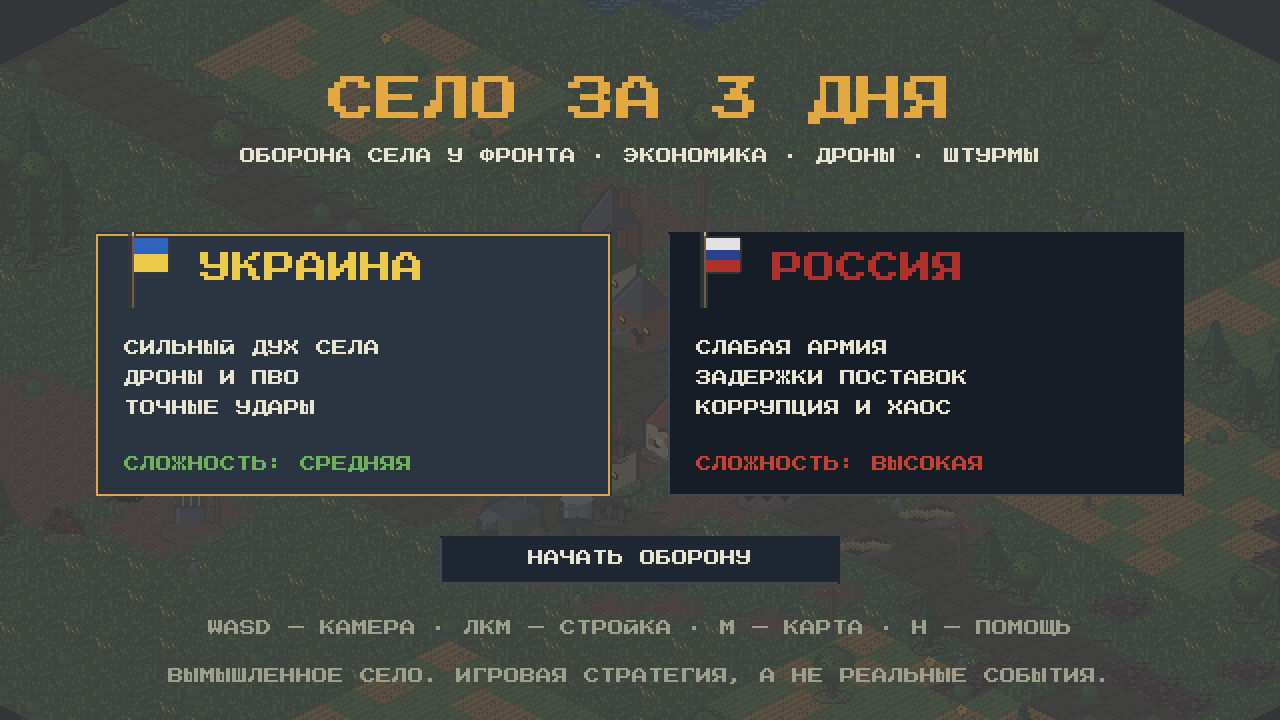 СЕЛО ЗА 3 ДНЯ
ОБОРОНА СЕЛА У ФРОНТА · ЭКОНОМИКА · ДРОНЫ · ШТУРМЫ
УКРАИНА
СИЛЬНЫЙ ДУХ СЕЛА
ДРОНЫ И ПВО
ТОЧНЫЕ УДАРЫ
СЛОЖНОСТЬ: СРЕДНЯЯ
РОССИЯ
СЛАБАЯ АРМИЯ
ЗАДЕРЖКИ ПОСТАВОК
КОРРУПЦИЯ И ХАОС
СЛОЖНОСТЬ: ВЫСОКАЯ
НАЧАТЬ ОБОРОНУ
WASD — КАМЕРА · ЛКМ — СТРОЙКА · M — КАРТА · H — ПОМОЩЬ
ВЫМЫШЛЕННОЕ СЕЛО. ИГРОВАЯ СТРАТЕГИЯ, А НЕ РЕАЛЬНЫЕ СОБЫТИЯ.